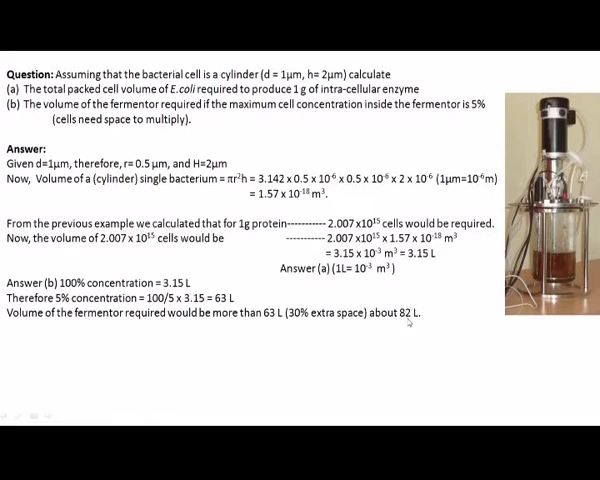 Question: Assuming that the bacterial cell is a cylinder (d = 1µm, h= 2µm) calculate
(a) The total packed cell volume of E.coli required to produce 1 g of intra-cellular enzyme
(b) The volume of the fermentor required if the maximum cell concentration inside the fermentor is 5%
(cells need space to multiply).
Answer:
Given d=1µm, therefore, r= 0.5 µm, and H=2µm
Now, Volume of a (cylinder) single bacterium = πr²h = 3.142 x 0.5 x 10⁻⁶ x 0.5 x 10⁻⁶ x 2 x 10⁻⁶ (1µm=10⁻⁶m)
= 1.57 x 10⁻¹⁸ m³.
From the previous example we calculated that for 1g protein----------- 2.007 x10¹⁵ cells would be required.
Now, the volume of 2.007 x 10¹⁵ cells would be ----------- 2.007 x10¹⁵ x 1.57 x 10⁻¹⁸ m³
= 3.15 x 10⁻³ m³ = 3.15 L
Answer (a) (1L= 10⁻³ m³)
Answer (b) 100% concentration = 3.15 L
Therefore 5% concentration = 100/5 x 3.15 = 63 L
Volume of the fermentor required would be more than 63 L (30% extra space) about 82 L.